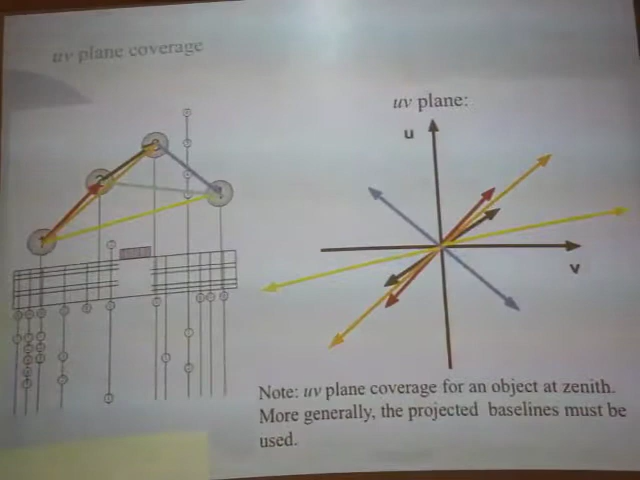 uv plane coverage
uv plane:
u
v
Note: uv plane coverage for an object at zenith.
More generally, the projected baselines must be
used.